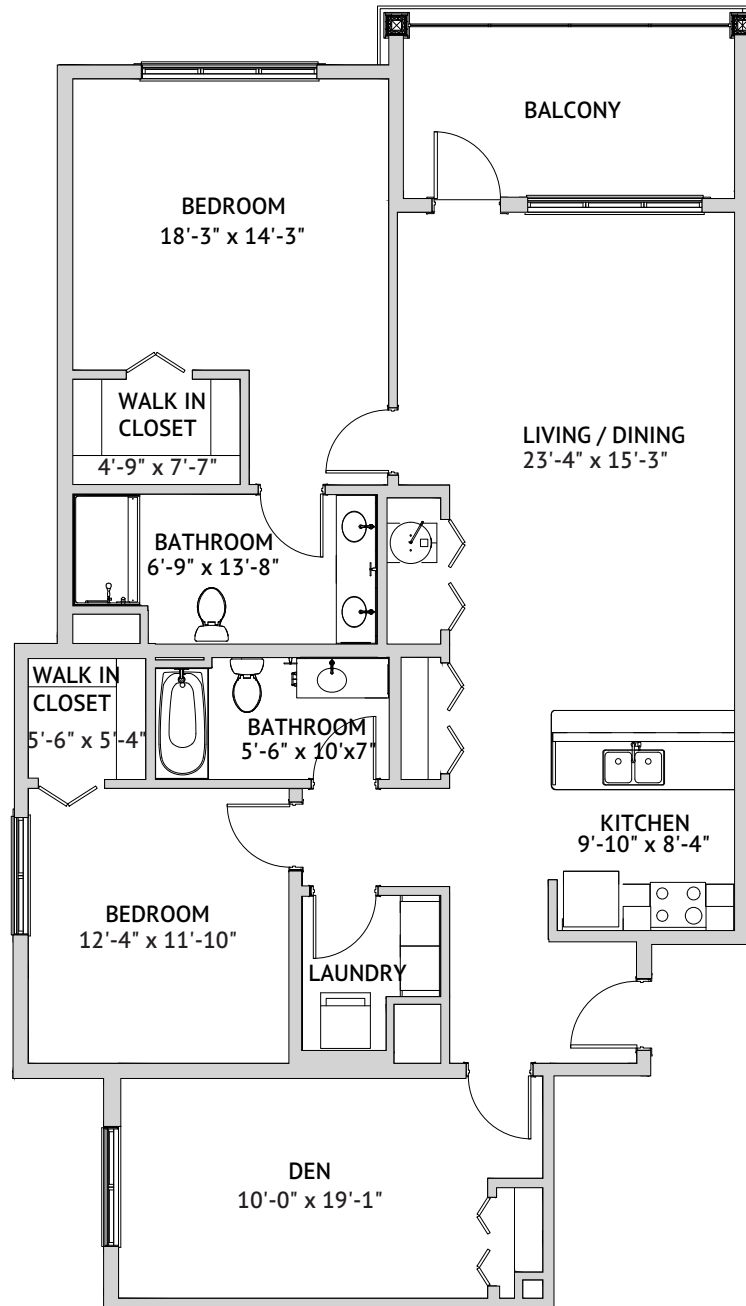 BALCONY
BEDROOM
18'-3" x 14'-3"
WALK IN
CLOSET
4'-9" x 7'-7"
LIVING / DINING
23'-4" x 15'-3"
BATHROOM
6'-9" x 13'-8"
WALK IN
CLOSET
5'-6" x 5'-4"
BATHROOM
5'-6" x 10'x7"
KITCHEN
9'-10" x 8'-4"
BEDROOM
12'-4" x 11'-10"
LAUNDRY
DEN
10'-0" x 19'-1"